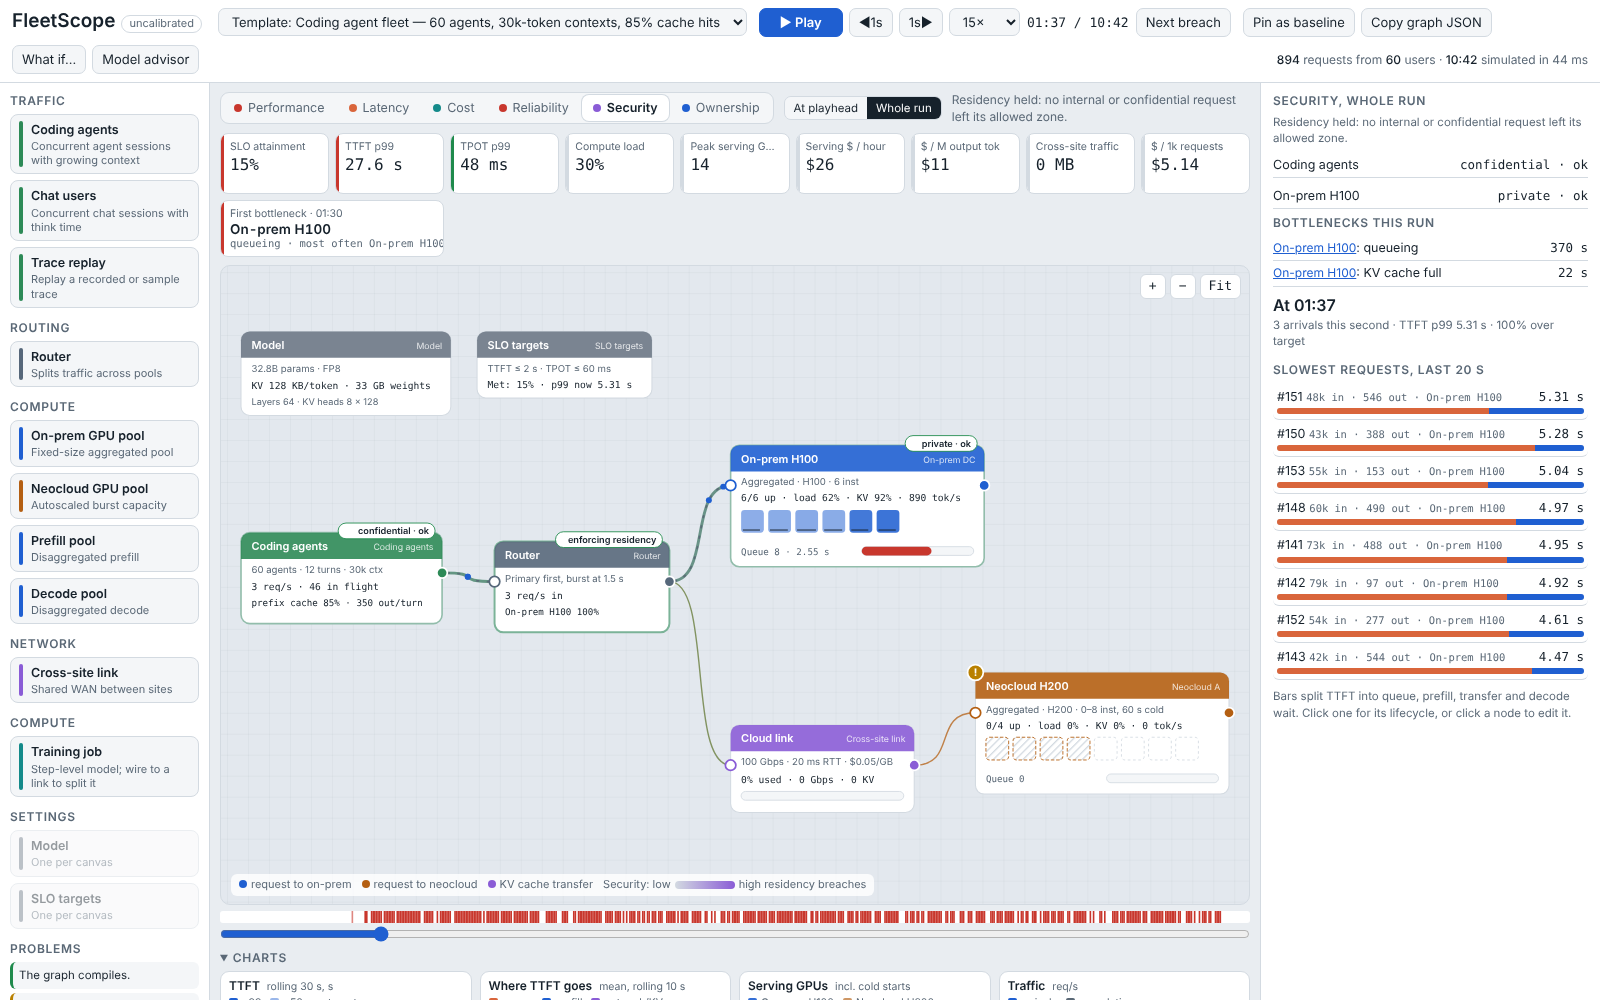 FleetScope uncalibrated
Template: Coding agent fleet — 60 agents, 30k-token contexts, 85% cache hits
▶ Play ◀1s 1s▶ 15× 01:37 / 10:42 Next breach Pin as baseline Copy graph JSON
What if... Model advisor
894 requests from 60 users · 10:42 simulated in 44 ms
TRAFFIC
Coding agents
Concurrent agent sessions
with growing context
Chat users
Concurrent chat sessions with
think time
Trace replay
Replay a recorded or sample
trace
ROUTING
Router
Splits traffic across pools
COMPUTE
On-prem GPU pool
Fixed-size aggregated pool
Neocloud GPU pool
Autoscaled burst capacity
Prefill pool
Disaggregated prefill
Decode pool
Disaggregated decode
NETWORK
Cross-site link
Shared WAN between sites
COMPUTE
Training job
Step-level model; wire to a
link to split it
SETTINGS
Model
One per canvas
SLO targets
One per canvas
PROBLEMS
The graph compiles.
Performance Latency Cost Reliability Security Ownership
At playhead Whole run
Residency held: no internal or confidential request
left its allowed zone.
SLO attainment
15%
TTFT p99
27.6 s
TPOT p99
48 ms
Compute load
30%
Peak serving G...
14
Serving $ / hour
$26
$ / M output tok
$11
Cross-site traffic
0 MB
$ / 1k requests
$5.14
First bottleneck · 01:30
On-prem H100
queueing · most often On-prem H100
+ − Fit
Model Model
32.8B params · FP8
KV 128 KB/token · 33 GB weights
Layers 64 · KV heads 8 × 128
SLO targets SLO targets
TTFT ≤ 2 s · TPOT ≤ 60 ms
Met: 15% · p99 now 5.31 s
private · ok
On-prem H100 On-prem DC
Aggregated · H100 · 6 inst
6/6 up · load 62% · KV 92% · 890 tok/s
Queue 8 · 2.55 s
confidential · ok
Coding agents Coding agents
60 agents · 12 turns · 30k ctx
3 req/s · 46 in flight
prefix cache 85% · 350 out/turn
enforcing residency
Router Router
Primary first, burst at 1.5 s
3 req/s in
On-prem H100 100%
!
Neocloud H200 Neocloud A
Aggregated · H200 · 0–8 inst, 60 s cold
0/4 up · load 0% · KV 0% · 0 tok/s
Queue 0
Cloud link Cross-site link
100 Gbps · 20 ms RTT · $0.05/GB
0% used · 0 Gbps · 0 KV
request to on-prem request to neocloud KV cache transfer Security: low high residency breaches
▼ CHARTS
TTFT rolling 30 s, s
Where TTFT goes mean, rolling 10 s
Serving GPUs incl. cold starts
Traffic req/s
SECURITY, WHOLE RUN
Residency held: no internal or confidential request left its
allowed zone.
Coding agents confidential · ok
On-prem H100 private · ok
BOTTLENECKS THIS RUN
On-prem H100: queueing 370 s
On-prem H100: KV cache full 22 s
At 01:37
3 arrivals this second · TTFT p99 5.31 s · 100% over
target
SLOWEST REQUESTS, LAST 20 S
#151 48k in · 546 out · On-prem H100 5.31 s
#150 43k in · 388 out · On-prem H100 5.28 s
#153 55k in · 153 out · On-prem H100 5.04 s
#148 60k in · 490 out · On-prem H100 4.97 s
#141 73k in · 488 out · On-prem H100 4.95 s
#142 79k in · 97 out · On-prem H100 4.92 s
#152 54k in · 277 out · On-prem H100 4.61 s
#143 42k in · 544 out · On-prem H100 4.47 s
Bars split TTFT into queue, prefill, transfer and decode
wait. Click one for its lifecycle, or click a node to edit it.